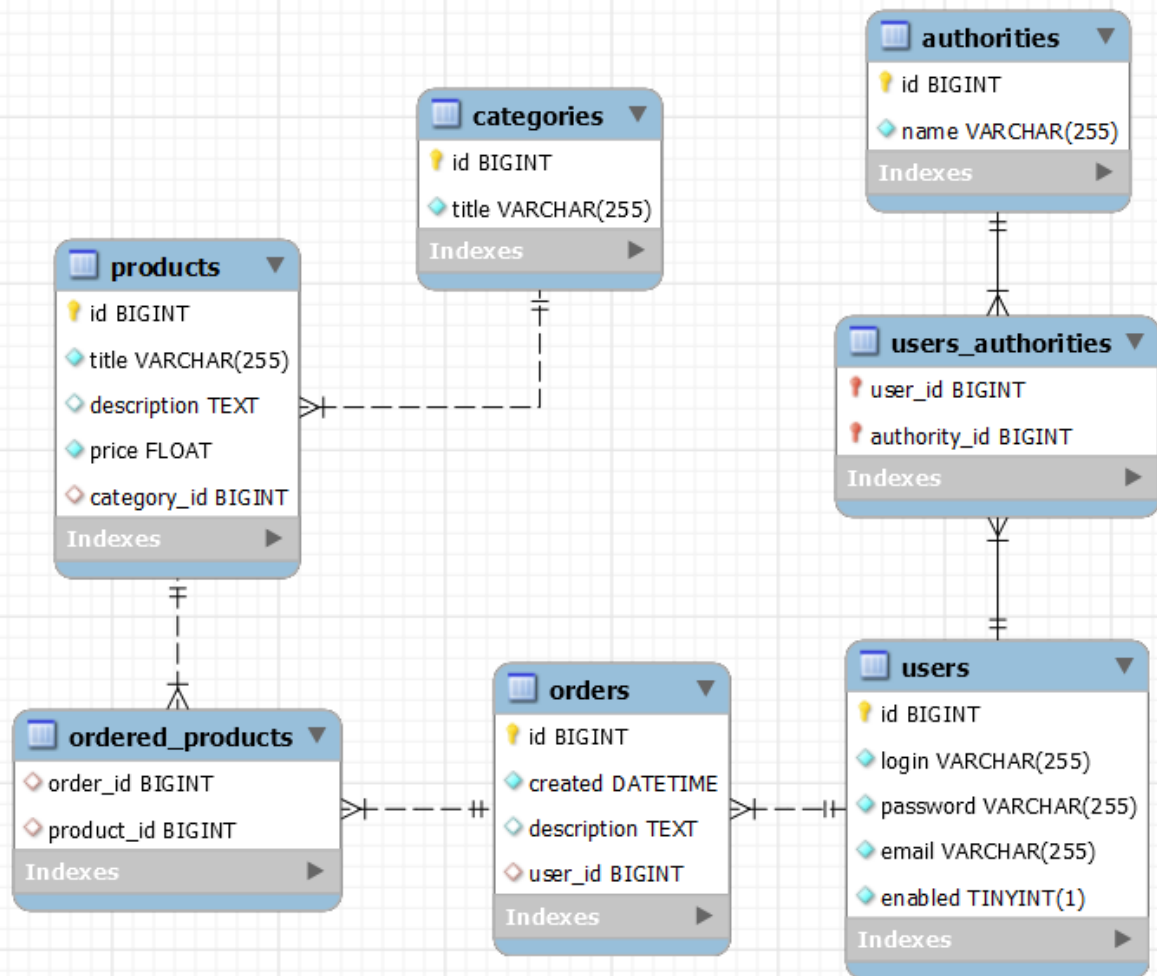 authorities
id BIGINT
name VARCHAR(255)
Indexes
categories
id BIGINT
title VARCHAR(255)
Indexes
products
id BIGINT
title VARCHAR(255)
description TEXT
price FLOAT
category_id BIGINT
Indexes
users_authorities
user_id BIGINT
authority_id BIGINT
Indexes
ordered_products
order_id BIGINT
product_id BIGINT
Indexes
orders
id BIGINT
created DATETIME
description TEXT
user_id BIGINT
Indexes
users
id BIGINT
login VARCHAR(255)
password VARCHAR(255)
email VARCHAR(255)
enabled TINYINT(1)
Indexes